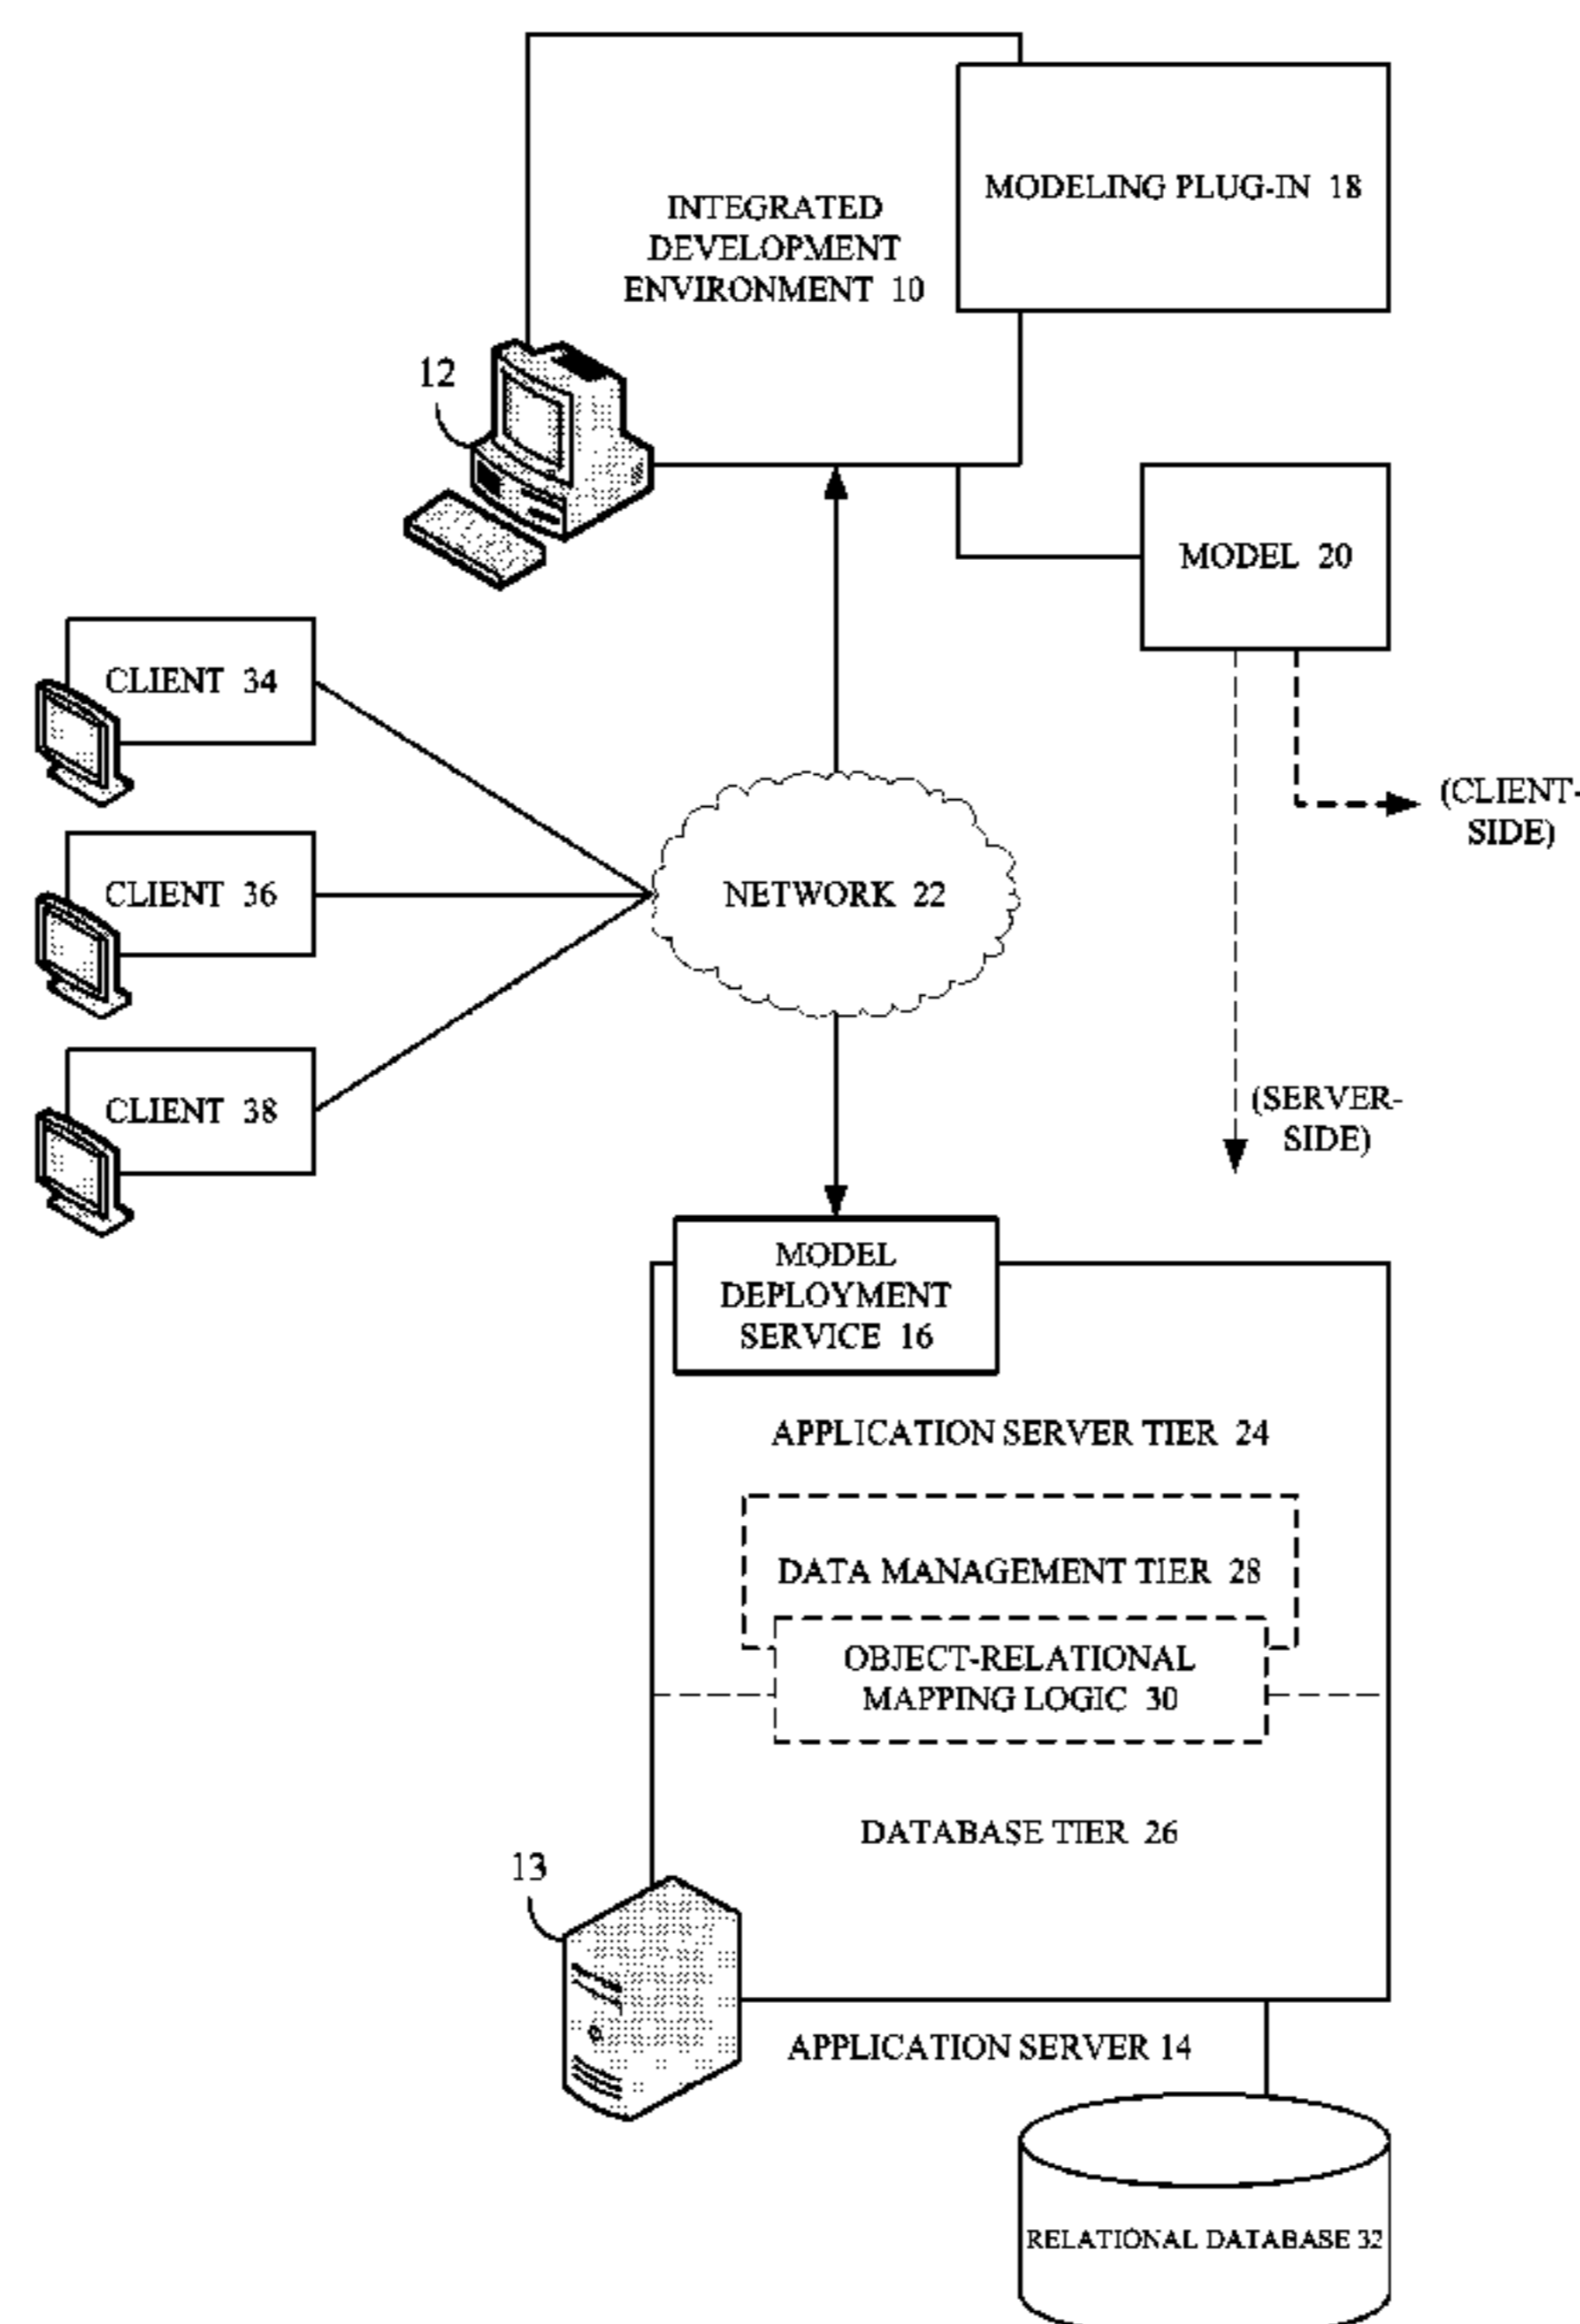 MODELING PLUG-IN 18
INTEGRATED
DEVELOPMENT
ENVIRONMENT 10
12
MODEL 20
CLIENT 34
(CLIENT-
SIDE)
CLIENT 36
NETWORK 22
CLIENT 38
(SERVER-
SIDE)
MODEL
DEPLOYMENT
SERVICE 16
APPLICATION SERVER TIER 24
DATA MANAGEMENT TIER 28
OBJECT-RELATIONAL
MAPPING LOGIC 30
DATABASE TIER 26
13
APPLICATION SERVER 14
RELATIONAL DATABASE 32